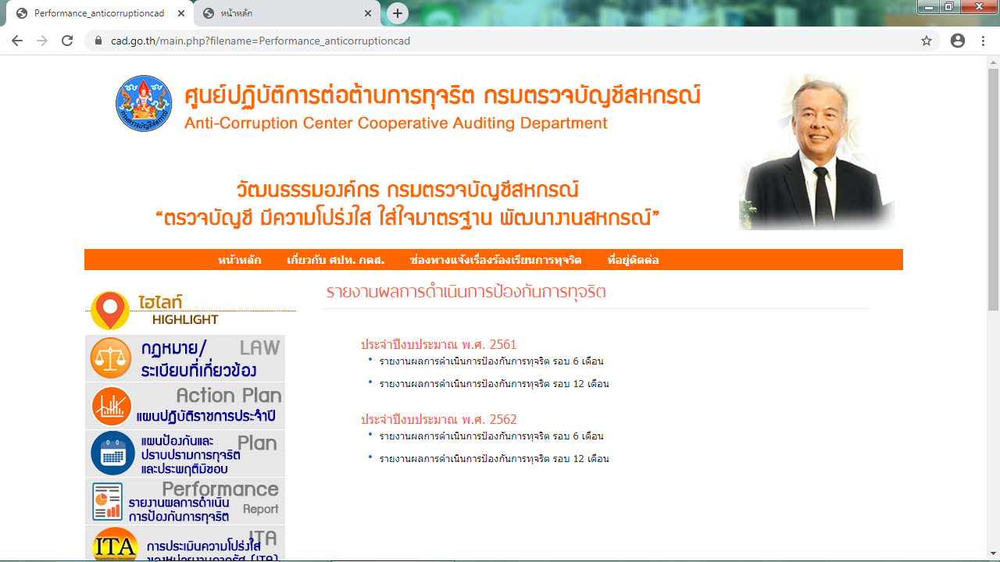 Performance_anticorruptioncad
หน้าหลัก
cad.go.th/main.php?filename=Performance_anticorruptioncad
ศูนย์ปฏิบัติการต่อต้านการทุจริต กรมตรวจบัญชีสหกรณ์
Anti-Corruption Center Cooperative Auditing Department
วัฒนธรรมองค์กร กรมตรวจบัญชีสหกรณ์
“ตรวจบัญชี มีความโปร่งใส ใส่ใจมาตรฐาน พัฒนางานสหกรณ์”
หน้าหลัก เกี่ยวกับ ศปท. กตส. ช่องทางแจ้งเรื่องร้องเรียนการทุจริต ที่อยู่ติดต่อ
ไฮไลท์
HIGHLIGHT
กฎหมาย/ LAW
ระเบียบที่เกี่ยวข้อง
Action Plan
แผนปฏิบัติราชการประจำปี
แผนป้องกันและ Plan
ปราบปรามการทุจริต
และประพฤติมิชอบ
Performance
รายงานผลการดำเนิน Report
การป้องกันการทุจริต
ITA ITA
การประเมินความโปร่งใส
รายงานผลการดำเนินการป้องกันการทุจริต
ประจำปีงบประมาณ พ.ศ. 2561
รายงานผลการดำเนินการป้องกันการทุจริต รอบ 6 เดือน
รายงานผลการดำเนินการป้องกันการทุจริต รอบ 12 เดือน
ประจำปีงบประมาณ พ.ศ. 2562
รายงานผลการดำเนินการป้องกันการทุจริต รอบ 6 เดือน
รายงานผลการดำเนินการป้องกันการทุจริต รอบ 12 เดือน